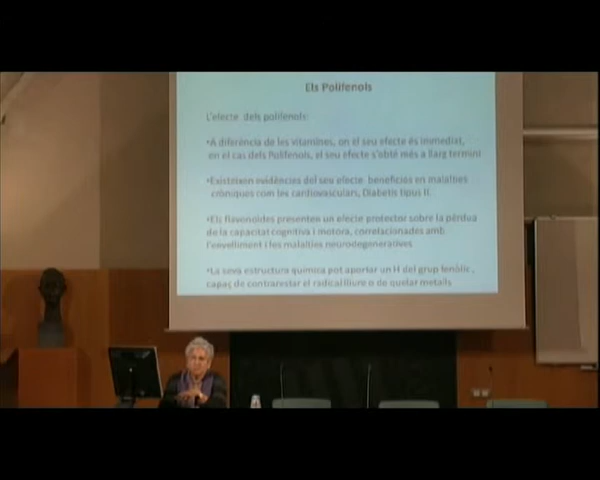 Els Polifenols
L'efecte dels polifenols:
•A diferència de les vitamines, on el seu efecte és immediat,
en el cas dels Polifenols, el seu efecte s'obté més a llarg termini
•Existeixen evidències del seu efecte beneficiós en malalties
cròniques com les cardiovasculars, Diabetis tipus II.
•Els flavonoides presenten un efecte protector sobre la pèrdua
de la capacitat cognitiva i motora, correlacionades amb
l'envelliment i les malalties neurodegeneratives
•La seva estructura química pot aportar un H del grup fenòlic,
capaç de contrarestar el radical lliure o de quelar metalls